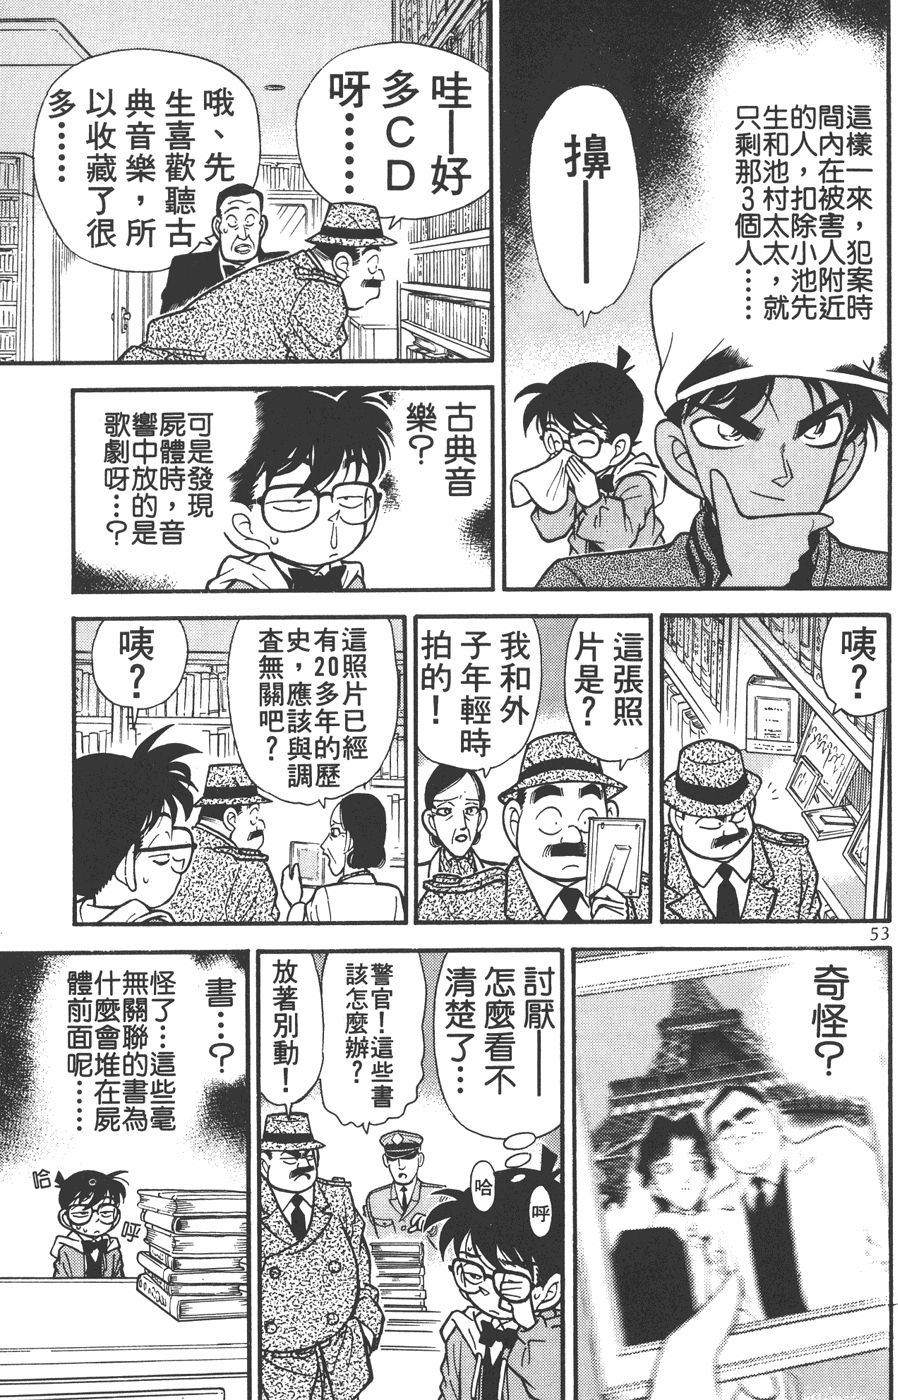 這樣一來，犯案時
間內在被害人附近
的人，扣除小池先
生和池村太太，就
只剩那3個人……
擤——
哇—好
多CD
呀……
哦、先
生喜歡聽古
典音樂，所
以收藏了很
多……
古典音
樂？
可是發現
屍體時，音
響中放的是
歌劇呀…？
咦？
這張照
片是？
我和外
子年輕時
拍的！
這照片已經
有20多年的歷
史，應該與調
查無關吧？
咦？
53
奇怪？
討厭——
怎麼看不
清楚了…
哈
呼
警官！這些書
該怎麼辦？
放著別動！
書…？
怪了…這些毫
無關聯的書為
什麼會堆在屍
體前面呢……
哈
呼